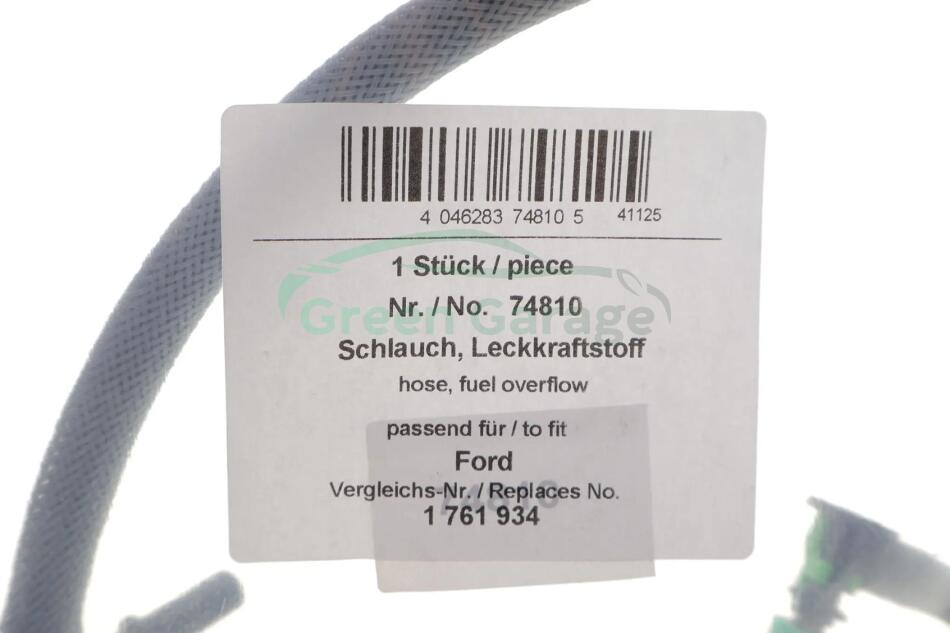 4 046283 74810 5 41125
1 Stück / piece
Nr. / No. 74810
Green Garage
Schlauch, Leckkraftstoff
hose, fuel overflow
passend für / to fit
Ford
Vergleichs-Nr. / Replaces No.
74810
1 761 934